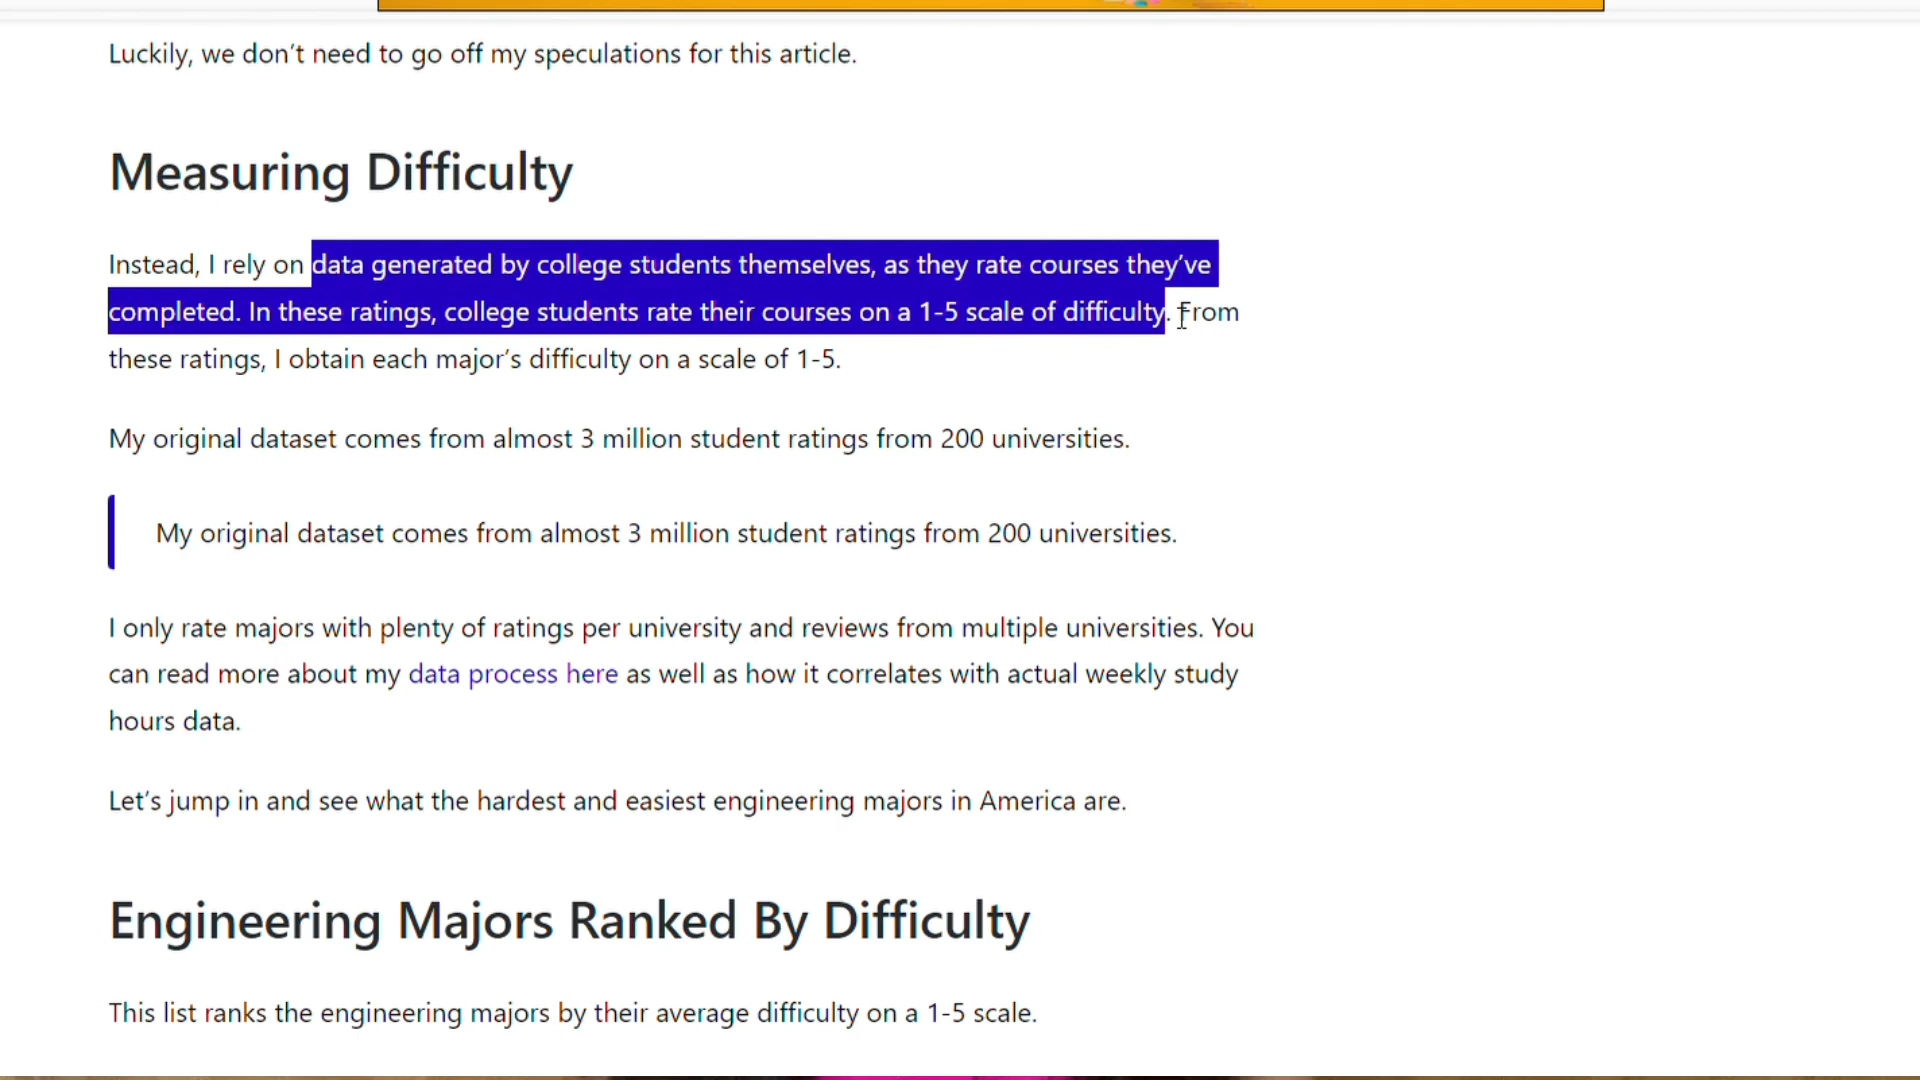 Luckily, we don’t need to go off my speculations for this article.
Measuring Difficulty
Instead, I rely on data generated by college students themselves, as they rate courses they’ve
completed. In these ratings, college students rate their courses on a 1-5 scale of difficulty. From
these ratings, I obtain each major’s difficulty on a scale of 1-5.
My original dataset comes from almost 3 million student ratings from 200 universities.
My original dataset comes from almost 3 million student ratings from 200 universities.
I only rate majors with plenty of ratings per university and reviews from multiple universities. You
can read more about my data process here as well as how it correlates with actual weekly study
hours data.
Let’s jump in and see what the hardest and easiest engineering majors in America are.
Engineering Majors Ranked By Difficulty
This list ranks the engineering majors by their average difficulty on a 1-5 scale.